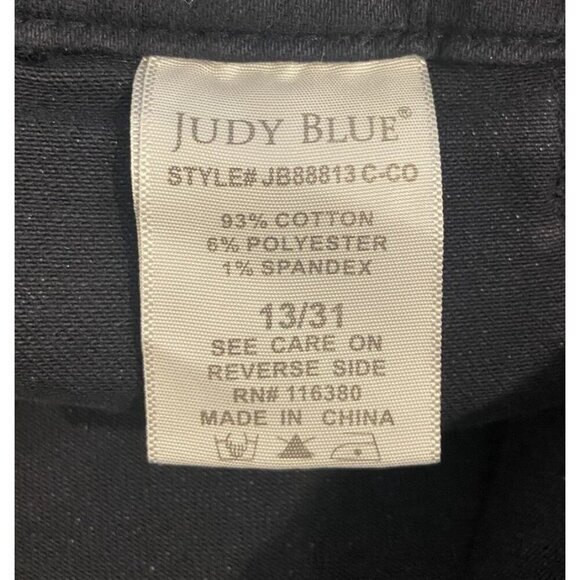 JUDY BLUE®
STYLE# JB88813 C-CO
93% COTTON
6% POLYESTER
1% SPANDEX
13/31
SEE CARE ON
REVERSE SIDE
RN# 116380
MADE IN CHINA